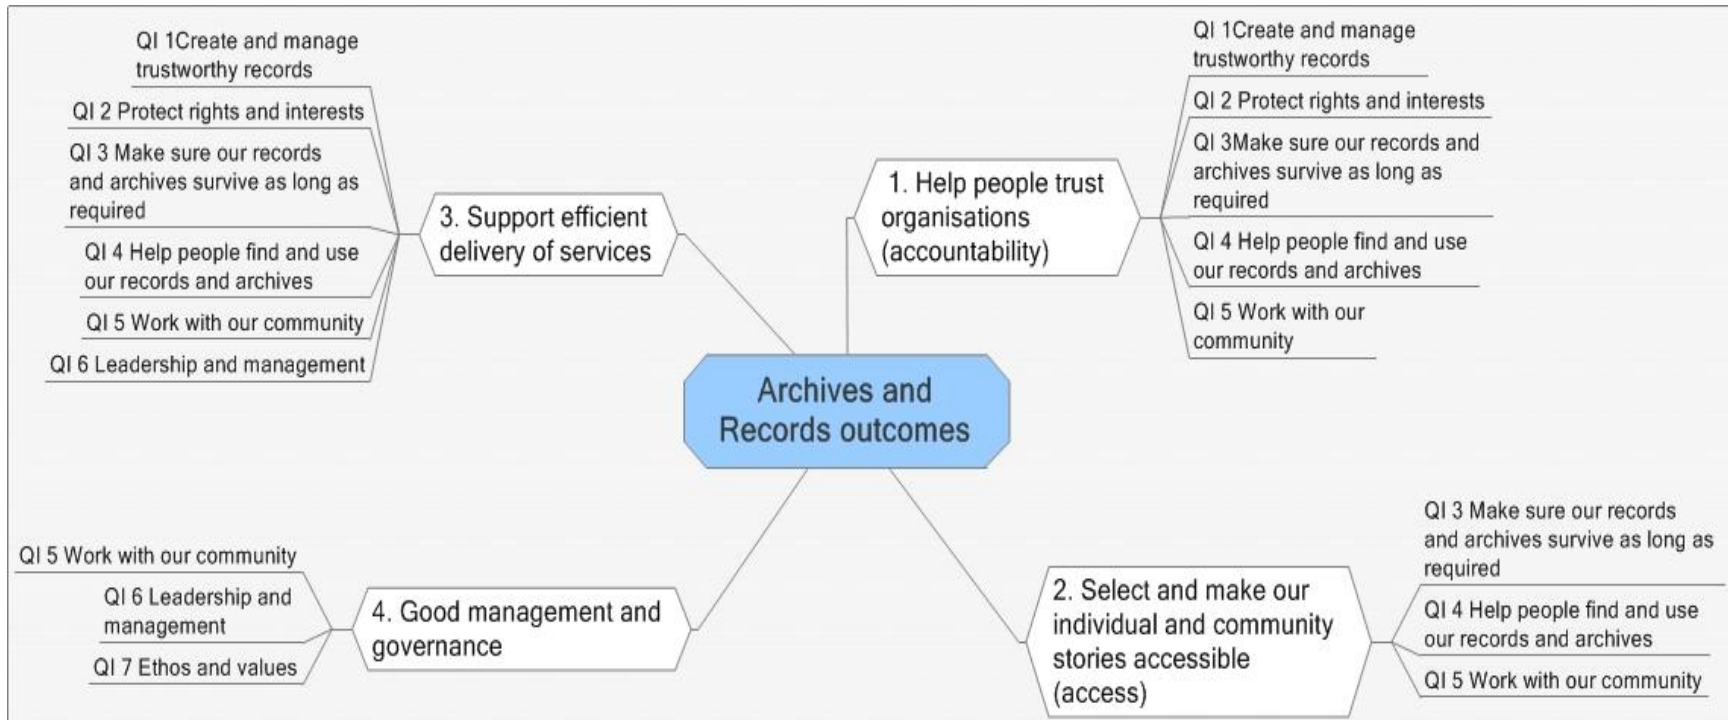 QI 1Create and manage
trustworthy records
QI 2 Protect rights and interests
QI 3 Make sure our records
and archives survive as long as
required
QI 4 Help people find and use
our records and archives
QI 5 Work with our community
QI 6 Leadership and management
3. Support efficient
delivery of services
1. Help people trust
organisations
(accountability)
QI 1Create and manage
trustworthy records
QI 2 Protect rights and interests
QI 3Make sure our records and
archives survive as long as
required
QI 4 Help people find and use
our records and archives
QI 5 Work with our
community
Archives and
Records outcomes
QI 5 Work with our community
QI 6 Leadership and
management
QI 7 Ethos and values
4. Good management and
governance
2. Select and make our
individual and community
stories accessible
(access)
QI 3 Make sure our records
and archives survive as long as
required
QI 4 Help people find and use
our records and archives
QI 5 Work with our community